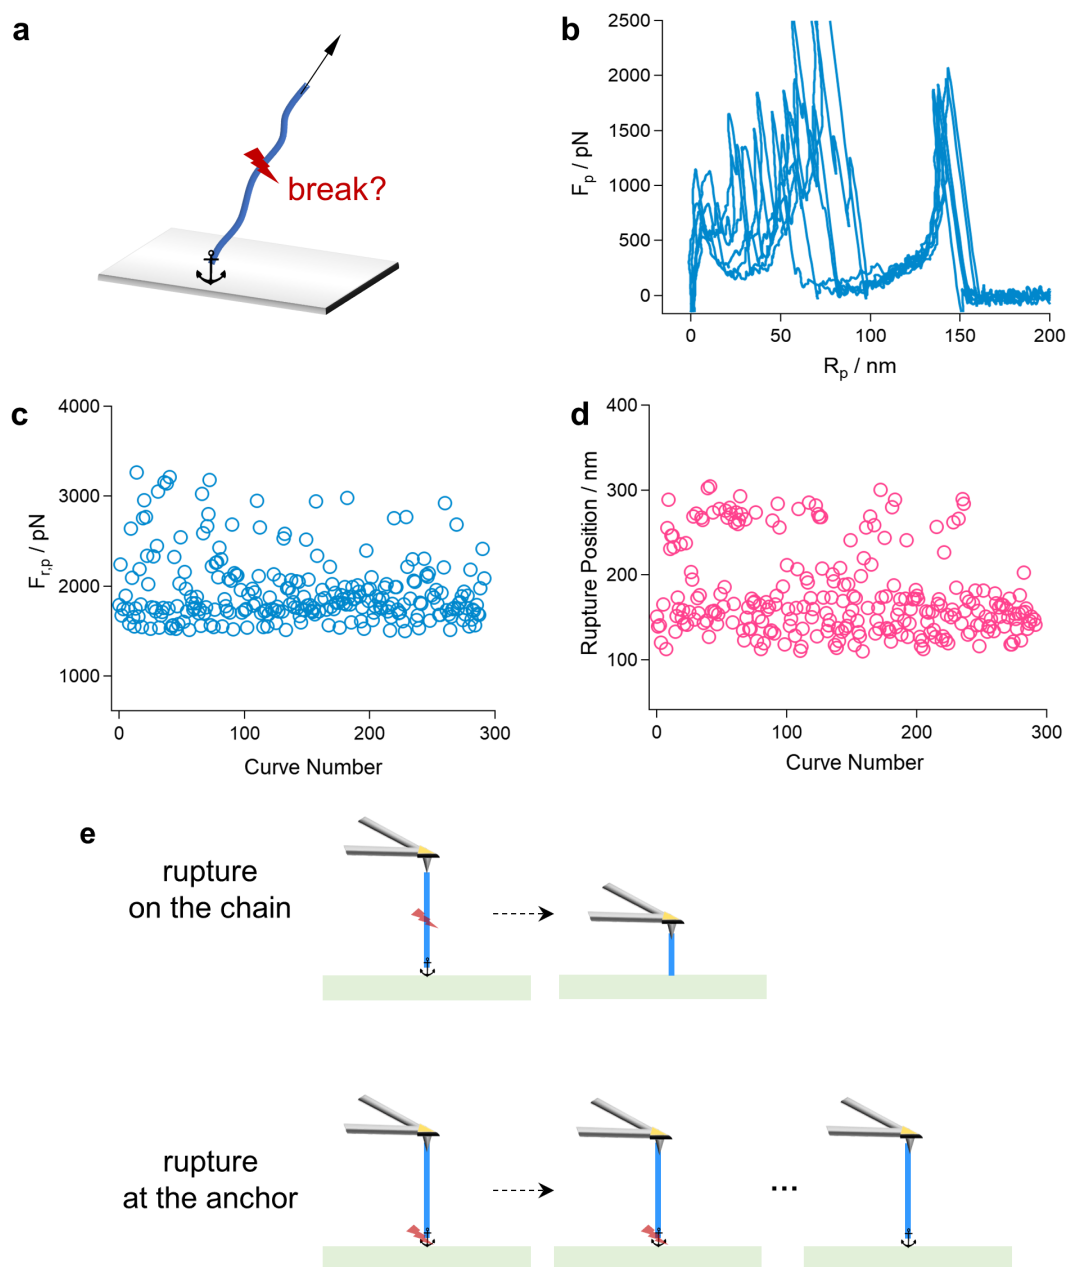 a
break?
b
F_p / pN
2500
2000
1500
1000
500
0
0 50 100 150 200
R_p / nm
c
F_r,p / pN
4000
3000
2000
1000
0 100 200 300
Curve Number
d
Rupture Position / nm
400
300
200
100
0 100 200 300
Curve Number
e
rupture
on the chain
rupture
at the anchor
...